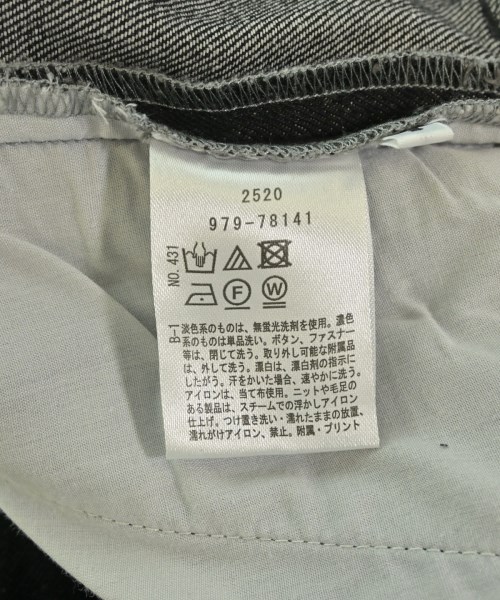 2520
979-78141
NO. 431
F
W
B-1
淡色系のものは、無蛍光洗剤を使用。濃色
系のものは単品洗い。ボタン、ファスナー
等は、閉じて洗う。取り外し可能な附属品
は、外して洗う。漂白は、漂白剤の指示に
したがう。汗をかいた場合、速やかに洗う。
アイロンは、当て布使用。ニットや毛足の
ある製品は、スチームでの浮かしアイロン
仕上げ。つけ置き洗い・濡れたままの放置、
濡れがけアイロン、禁止。附属・プリント